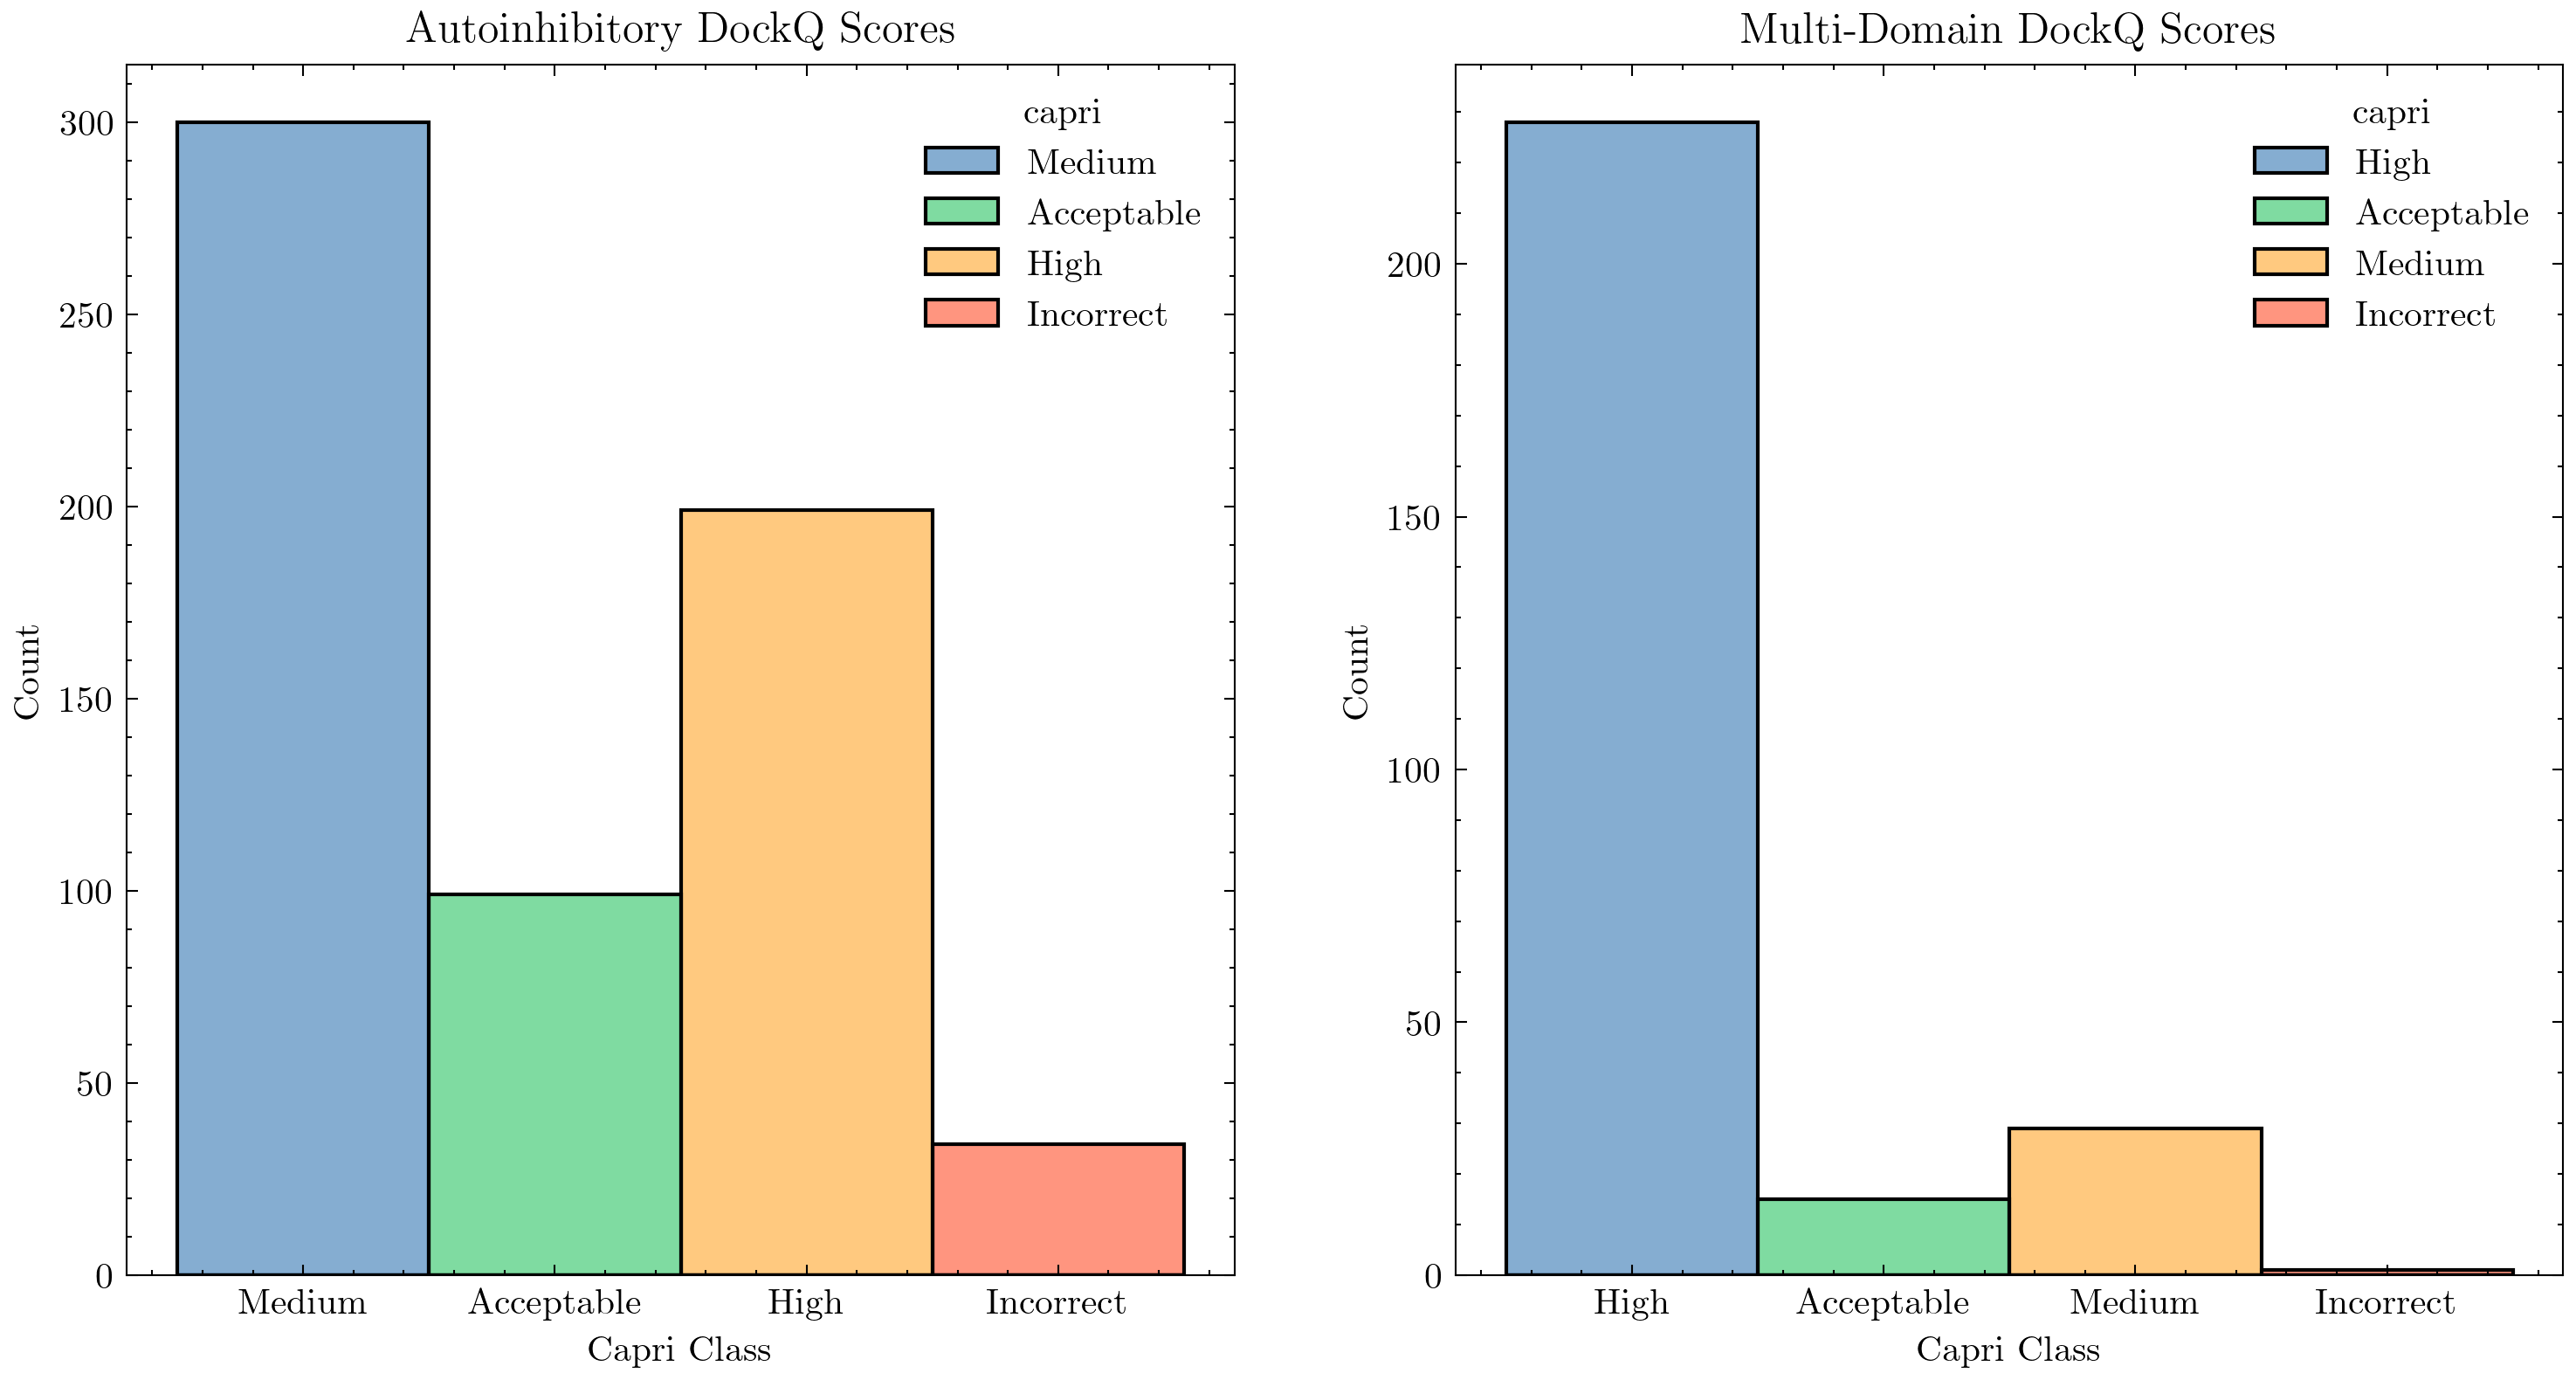 Autoinhibitory DockQ Scores
300
250
200
150
100
50
0
Count
capri
Medium
Acceptable
High
Incorrect
Medium Acceptable High Incorrect
Capri Class
Multi-Domain DockQ Scores
200
150
100
50
0
Count
capri
High
Acceptable
Medium
Incorrect
High Acceptable Medium Incorrect
Capri Class